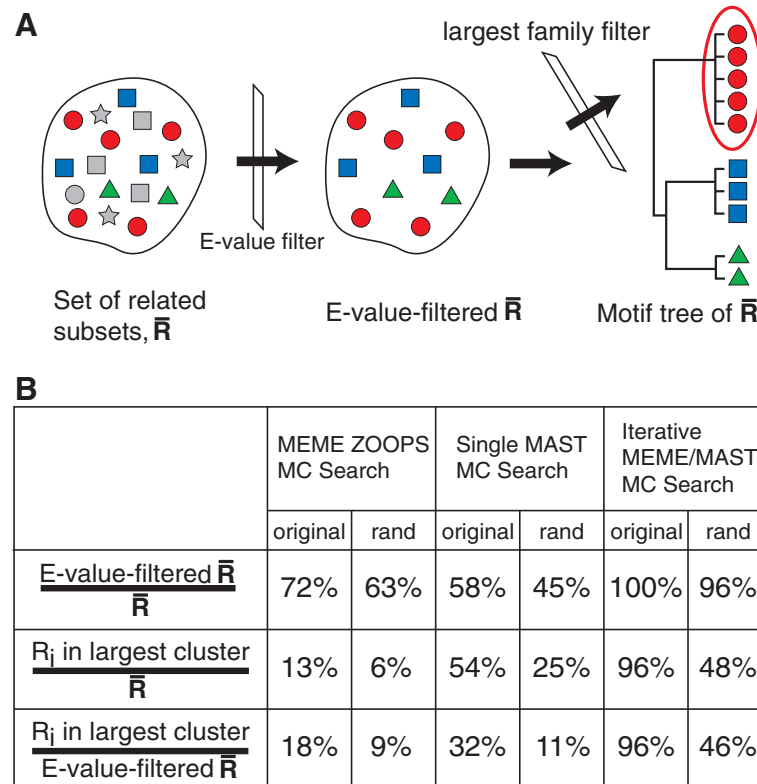 A
largest family filter
E-value filter
Set of related
subsets, R̅
E-value-filtered R̅
Motif tree of R̅
B
MEME ZOOPS
MC Search
Single MAST
MC Search
Iterative
MEME/MAST
MC Search
original rand original rand original rand
E-value-filtered R̅
R̅
72% 63% 58% 45% 100% 96%
Ri in largest cluster
R̅
13% 6% 54% 25% 96% 48%
Ri in largest cluster
E-value-filtered R̅
18% 9% 32% 11% 96% 46%